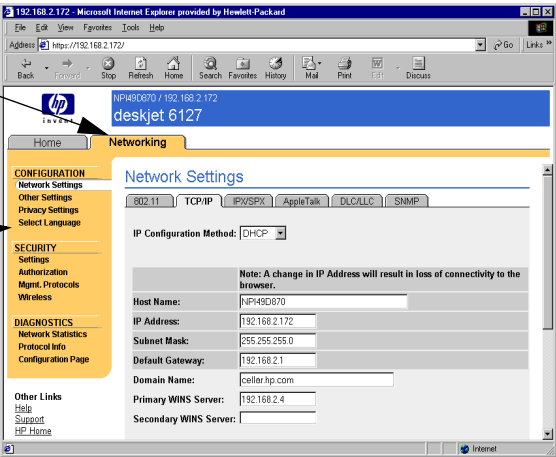 192.168.2.172 - Microsoft Internet Explorer provided by Hewlett-Packard
File Edit View Favorites Tools Help
Address https://192.168.2.172/ Go Links »
Back Forward Stop Refresh Home Search Favorites History Mail Print Edit Discuss
hp
invent
NPI49D870 / 192.168.2.172
deskjet 6127
Home Networking
CONFIGURATION
Network Settings
Other Settings
Privacy Settings
Select Language
SECURITY
Settings
Authorization
Mgmt. Protocols
Wireless
DIAGNOSTICS
Network Statistics
Protocol Info
Configuration Page
Other Links
Help
Support
HP Home
Network Settings
802.11 TCP/IP IPX/SPX AppleTalk DLC/LLC SNMP
IP Configuration Method: DHCP
Note: A change in IP Address will result in loss of connectivity to the
browser.
Host Name: NPI49D870
IP Address: 192.168.2.172
Subnet Mask: 255.255.255.0
Default Gateway: 192.168.2.1
Domain Name: cellar.hp.com
Primary WINS Server: 192.168.2.4
Secondary WINS Server:
Internet